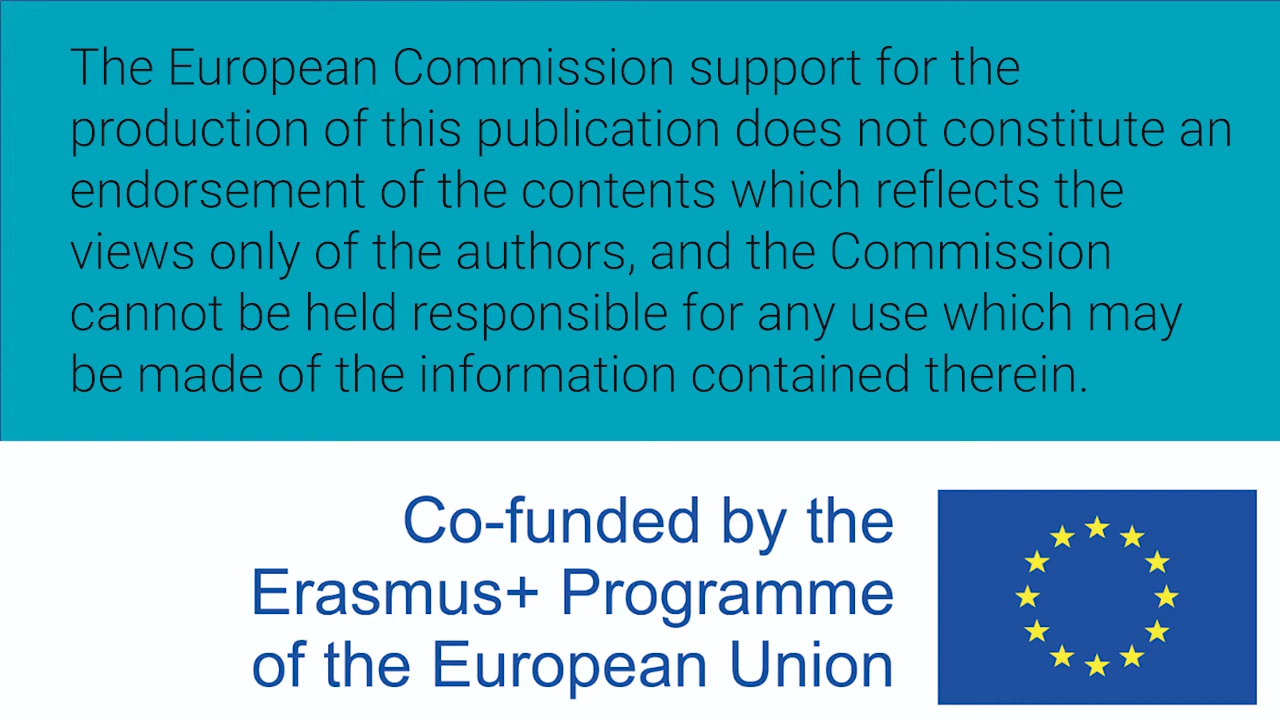 The European Commission support for the
production of this publication does not constitute an
endorsement of the contents which reflects the
views only of the authors, and the Commission
cannot be held responsible for any use which may
be made of the information contained therein.
Co-funded by the
Erasmus+ Programme
of the European Union